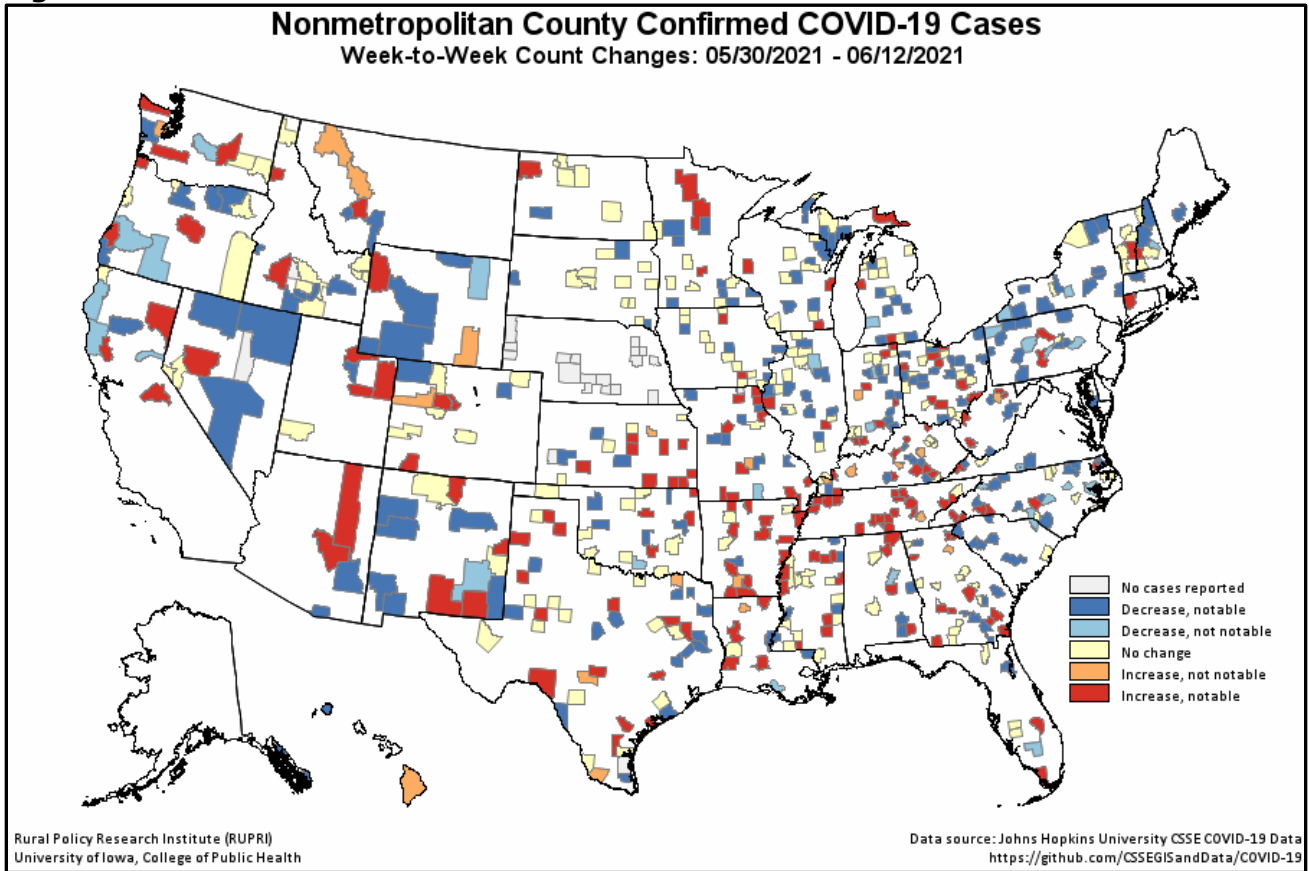 Nonmetropolitan County Confirmed COVID-19 Cases
Week-to-Week Count Changes: 05/30/2021 - 06/12/2021
No cases reported
Decrease, notable
Decrease, not notable
No change
Increase, not notable
Increase, notable
Rural Policy Research Institute (RUPRI)
University of Iowa, College of Public Health
Data source: Johns Hopkins University CSSE COVID-19 Data
https://github.com/CSSEGISandData/COVID-19